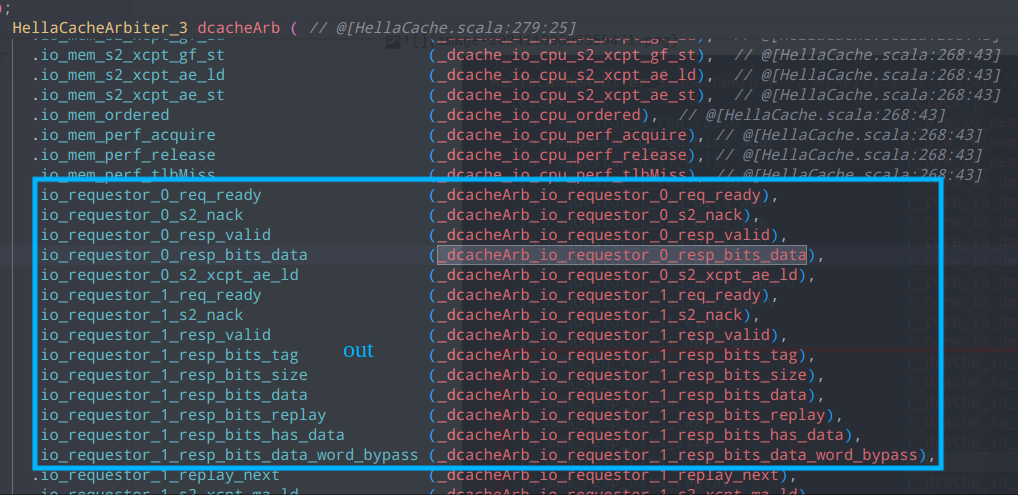 );
HellaCacheArbiter_3 dcacheArb ( // @[HellaCache.scala:279:25]
.io_mem_s2_xcpt_gf_st (_dcache_io_cpu_s2_xcpt_gf_st), // @[HellaCache.scala:268:43]
.io_mem_s2_xcpt_ae_ld (_dcache_io_cpu_s2_xcpt_ae_ld), // @[HellaCache.scala:268:43]
.io_mem_s2_xcpt_ae_st (_dcache_io_cpu_s2_xcpt_ae_st), // @[HellaCache.scala:268:43]
.io_mem_ordered (_dcache_io_cpu_ordered), // @[HellaCache.scala:268:43]
.io_mem_perf_acquire (_dcache_io_cpu_perf_acquire), // @[HellaCache.scala:268:43]
.io_mem_perf_release (_dcache_io_cpu_perf_release), // @[HellaCache.scala:268:43]
.io_mem_perf_tlbMiss (_dcache_io_cpu_perf_tlbMiss), // @[HellaCache.scala:268:43]
io_requestor_0_req_ready (_dcacheArb_io_requestor_0_req_ready),
io_requestor_0_s2_nack (_dcacheArb_io_requestor_0_s2_nack),
io_requestor_0_resp_valid (_dcacheArb_io_requestor_0_resp_valid),
io_requestor_0_resp_bits_data (_dcacheArb_io_requestor_0_resp_bits_data),
io_requestor_0_s2_xcpt_ae_ld (_dcacheArb_io_requestor_0_s2_xcpt_ae_ld),
io_requestor_1_req_ready (_dcacheArb_io_requestor_1_req_ready),
io_requestor_1_s2_nack (_dcacheArb_io_requestor_1_s2_nack),
io_requestor_1_resp_valid (_dcacheArb_io_requestor_1_resp_valid),
io_requestor_1_resp_bits_tag out (_dcacheArb_io_requestor_1_resp_bits_tag),
io_requestor_1_resp_bits_size (_dcacheArb_io_requestor_1_resp_bits_size),
io_requestor_1_resp_bits_data (_dcacheArb_io_requestor_1_resp_bits_data),
io_requestor_1_resp_bits_replay (_dcacheArb_io_requestor_1_resp_bits_replay),
io_requestor_1_resp_bits_has_data (_dcacheArb_io_requestor_1_resp_bits_has_data),
io_requestor_1_resp_bits_data_word_bypass (_dcacheArb_io_requestor_1_resp_bits_data_word_bypass),
.io_requestor_1_replay_next (_dcacheArb_io_requestor_1_replay_next),
.io_requestor_1_s2_xcpt_ma_ld (_dcacheArb_io_requestor_1_s2_xcpt_ma_ld)